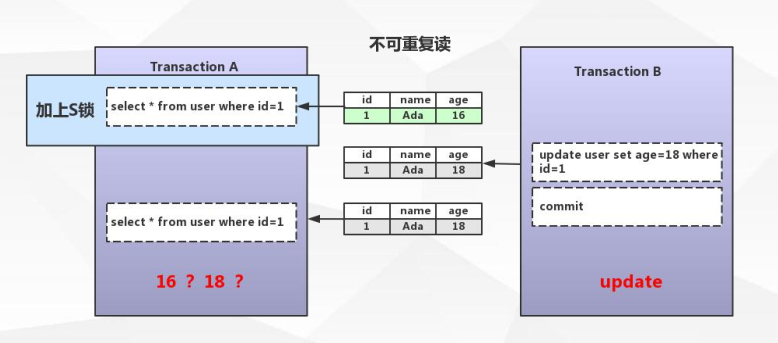 不可重复读
Transaction A
加上S锁
select * from user where id=1
id name age
1 Ada 16
id name age
1 Ada 18
select * from user where id=1
id name age
1 Ada 18
16 ? 18 ?
Transaction B
update user set age=18 where
id=1
commit
update